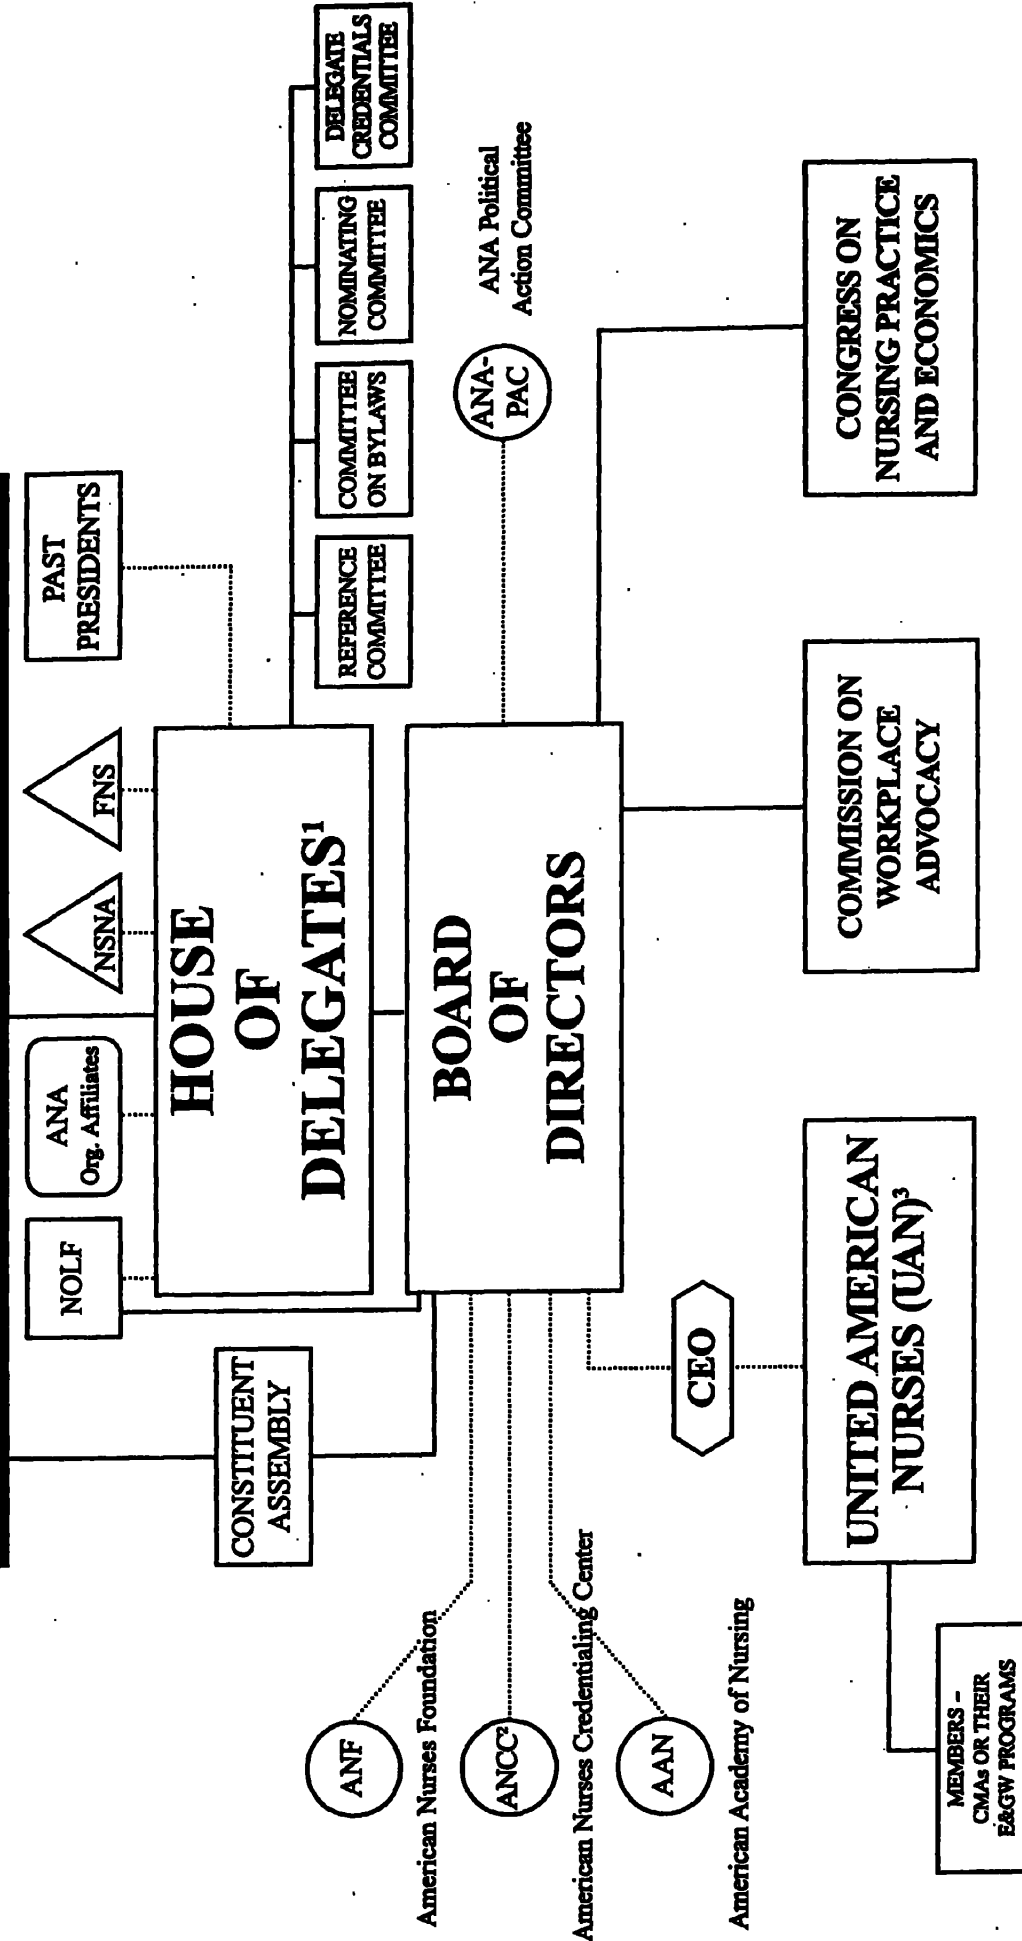 NOLF
ANA
Org. Affiliates
NSNA
FNS
PAST
PRESIDENTS
CONSTITUENT
ASSEMBLY
HOUSE
OF
DELEGATES¹
REFERENCE
COMMITTEE
COMMITTEE
ON BYLAWS
NOMINATING
COMMITTEE
DELEGATE
CREDENTIALS
COMMITTEE
ANF
American Nurses Foundation
ANCC²
American Nurses Credentialing Center
AAN
American Academy of Nursing
BOARD
OF
DIRECTORS
ANA-
PAC
ANA Political
Action Committee
CEO
UNITED AMERICAN
NURSES (UAN)³
COMMISSION ON
WORKPLACE
ADVOCACY
CONGRESS ON
NURSING PRACTICE
AND ECONOMICS
MEMBERS –
CMAs OR THEIR
E&GW PROGRAMS